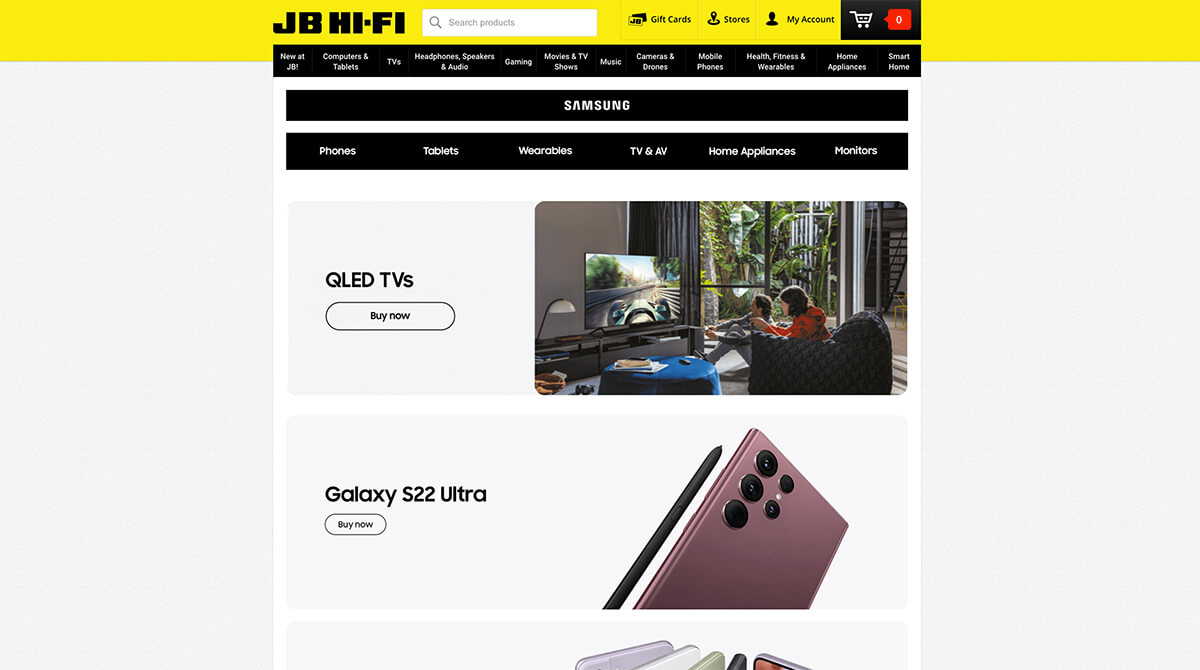 JB HI-FI
Search products
JB
Gift Cards
Stores
My Account
0
New at
JB!
Computers &
Tablets
TVs
Headphones, Speakers
& Audio
Gaming
Movies & TV
Shows
Music
Cameras &
Drones
Mobile
Phones
Health, Fitness &
Wearables
Home
Appliances
Smart
Home
SAMSUNG
Phones
Tablets
Wearables
TV & AV
Home Appliances
Monitors
QLED TVs
Buy now
Galaxy S22 Ultra
Buy now